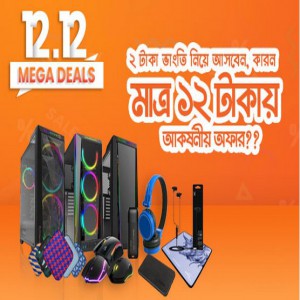 12.12
MEGA DEALS
২ টাকা ভাংতি নিয়ে আসবেন, কারন
মাত্র ১২ টাকায়
আকর্ষনীয় অফার??